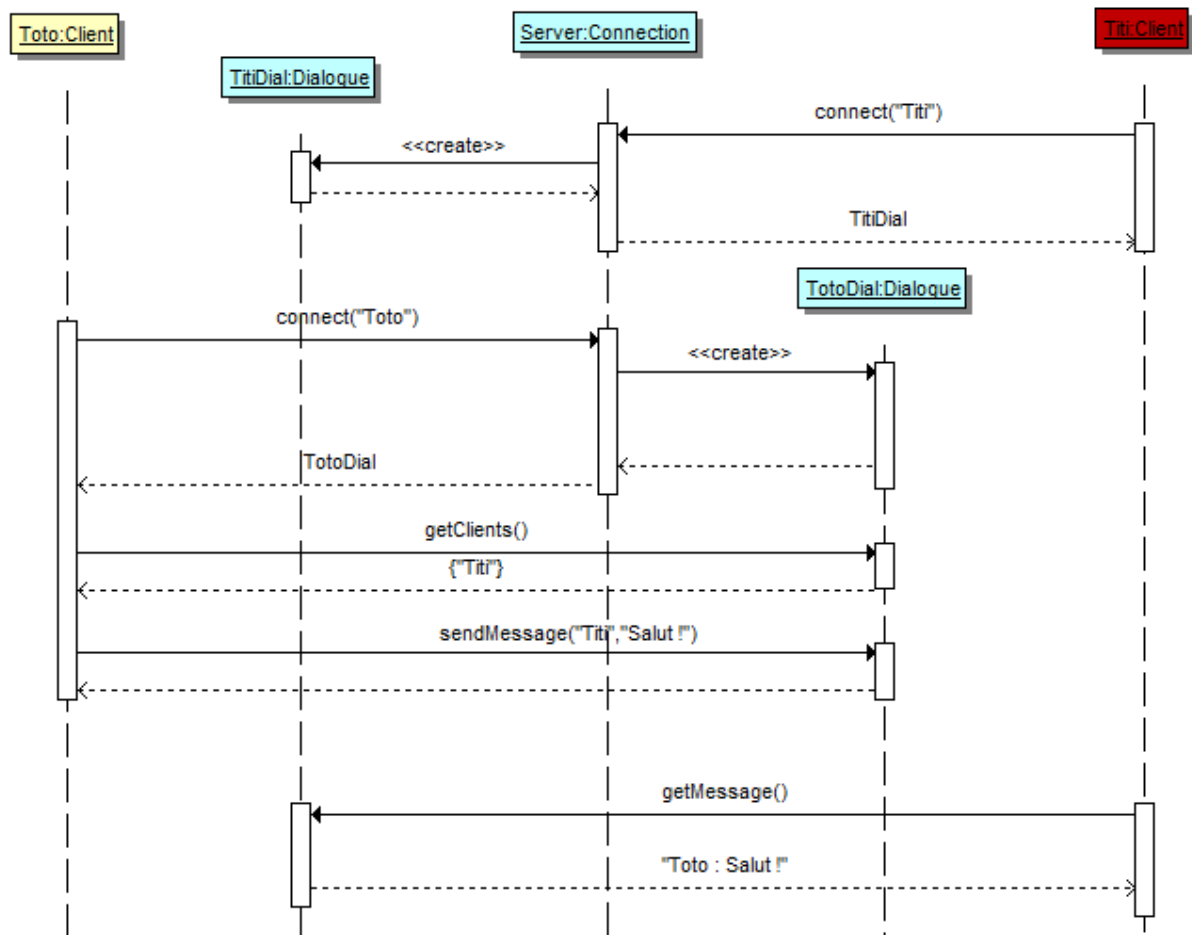 Toto:Client
Server:Connection
Titi:Client
TitiDial:Dialogue
connect("Titi")
<<create>>
TitiDial
TotoDial:Dialogue
connect("Toto")
<<create>>
TotoDial
getClients()
{"Titi"}
sendMessage("Titi","Salut !")
getMessage()
"Toto : Salut !"